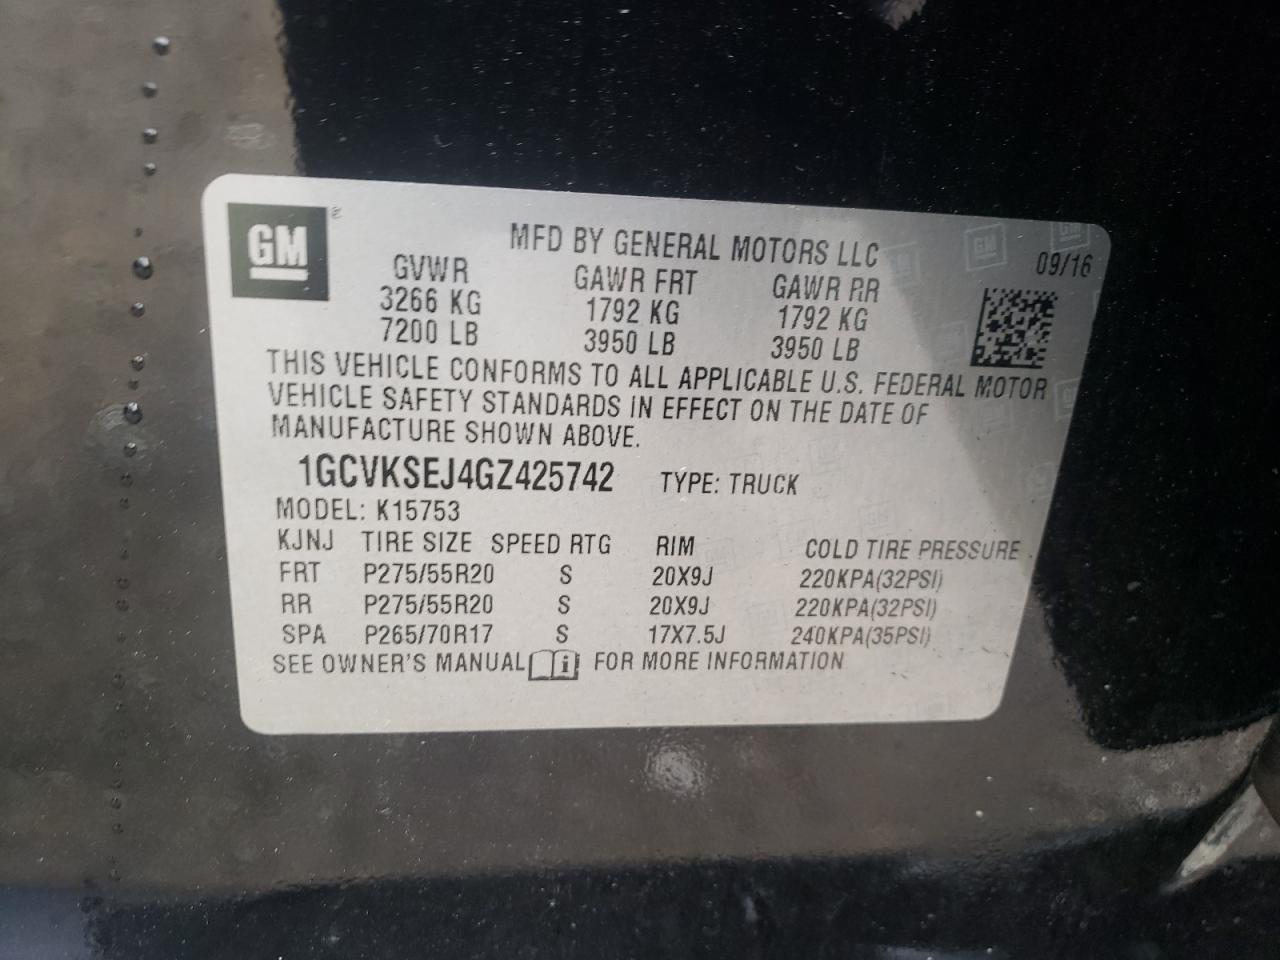 GM
MFD BY GENERAL MOTORS LLC
09/16
GVWR GAWR FRT GAWR RR
3266 KG 1792 KG 1792 KG
7200 LB 3950 LB 3950 LB
THIS VEHICLE CONFORMS TO ALL APPLICABLE U.S. FEDERAL MOTOR
VEHICLE SAFETY STANDARDS IN EFFECT ON THE DATE OF
MANUFACTURE SHOWN ABOVE.
1GCVKSEJ4GZ425742 TYPE: TRUCK
MODEL: K15753
KJNJ TIRE SIZE SPEED RTG RIM COLD TIRE PRESSURE
FRT P275/55R20 S 20X9J 220KPA(32PSI)
RR P275/55R20 S 20X9J 220KPA(32PSI)
SPA P265/70R17 S 17X7.5J 240KPA(35PSI)
SEE OWNER'S MANUAL i FOR MORE INFORMATION